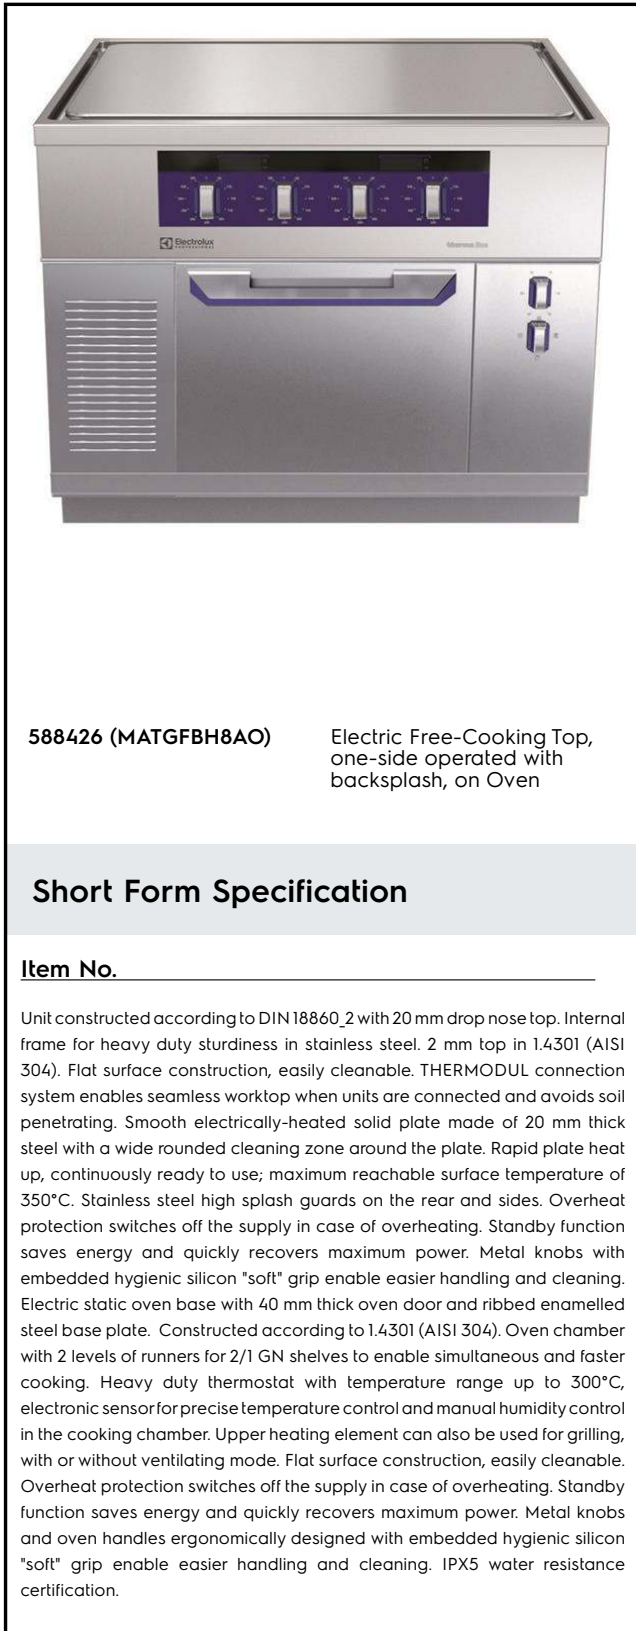 Electrolux
PROFESSIONAL
588426 (MATGFBH8AO)
Electric Free-Cooking Top,
one-side operated with
backsplash, on Oven
Short Form Specification
Item No.
Unit constructed according to DIN 18860_2 with 20 mm drop nose top. Internal
frame for heavy duty sturdiness in stainless steel. 2 mm top in 1.4301 (AISI
304). Flat surface construction, easily cleanable. THERMODUL connection
system enables seamless worktop when units are connected and avoids soil
penetrating. Smooth electrically-heated solid plate made of 20 mm thick
steel with a wide rounded cleaning zone around the plate. Rapid plate heat
up, continuously ready to use; maximum reachable surface temperature of
350°C. Stainless steel high splash guards on the rear and sides. Overheat
protection switches off the supply in case of overheating. Standby function
saves energy and quickly recovers maximum power. Metal knobs with
embedded hygienic silicon "soft" grip enable easier handling and cleaning.
Electric static oven base with 40 mm thick oven door and ribbed enamelled
steel base plate. Constructed according to 1.4301 (AISI 304). Oven chamber
with 2 levels of runners for 2/1 GN shelves to enable simultaneous and faster
cooking. Heavy duty thermostat with temperature range up to 300°C,
electronic sensor for precise temperature control and manual humidity control
in the cooking chamber. Upper heating element can also be used for grilling,
with or without ventilating mode. Flat surface construction, easily cleanable.
Overheat protection switches off the supply in case of overheating. Standby
function saves energy and quickly recovers maximum power. Metal knobs
and oven handles ergonomically designed with embedded hygienic silicon
"soft" grip enable easier handling and cleaning. IPX5 water resistance
certification.